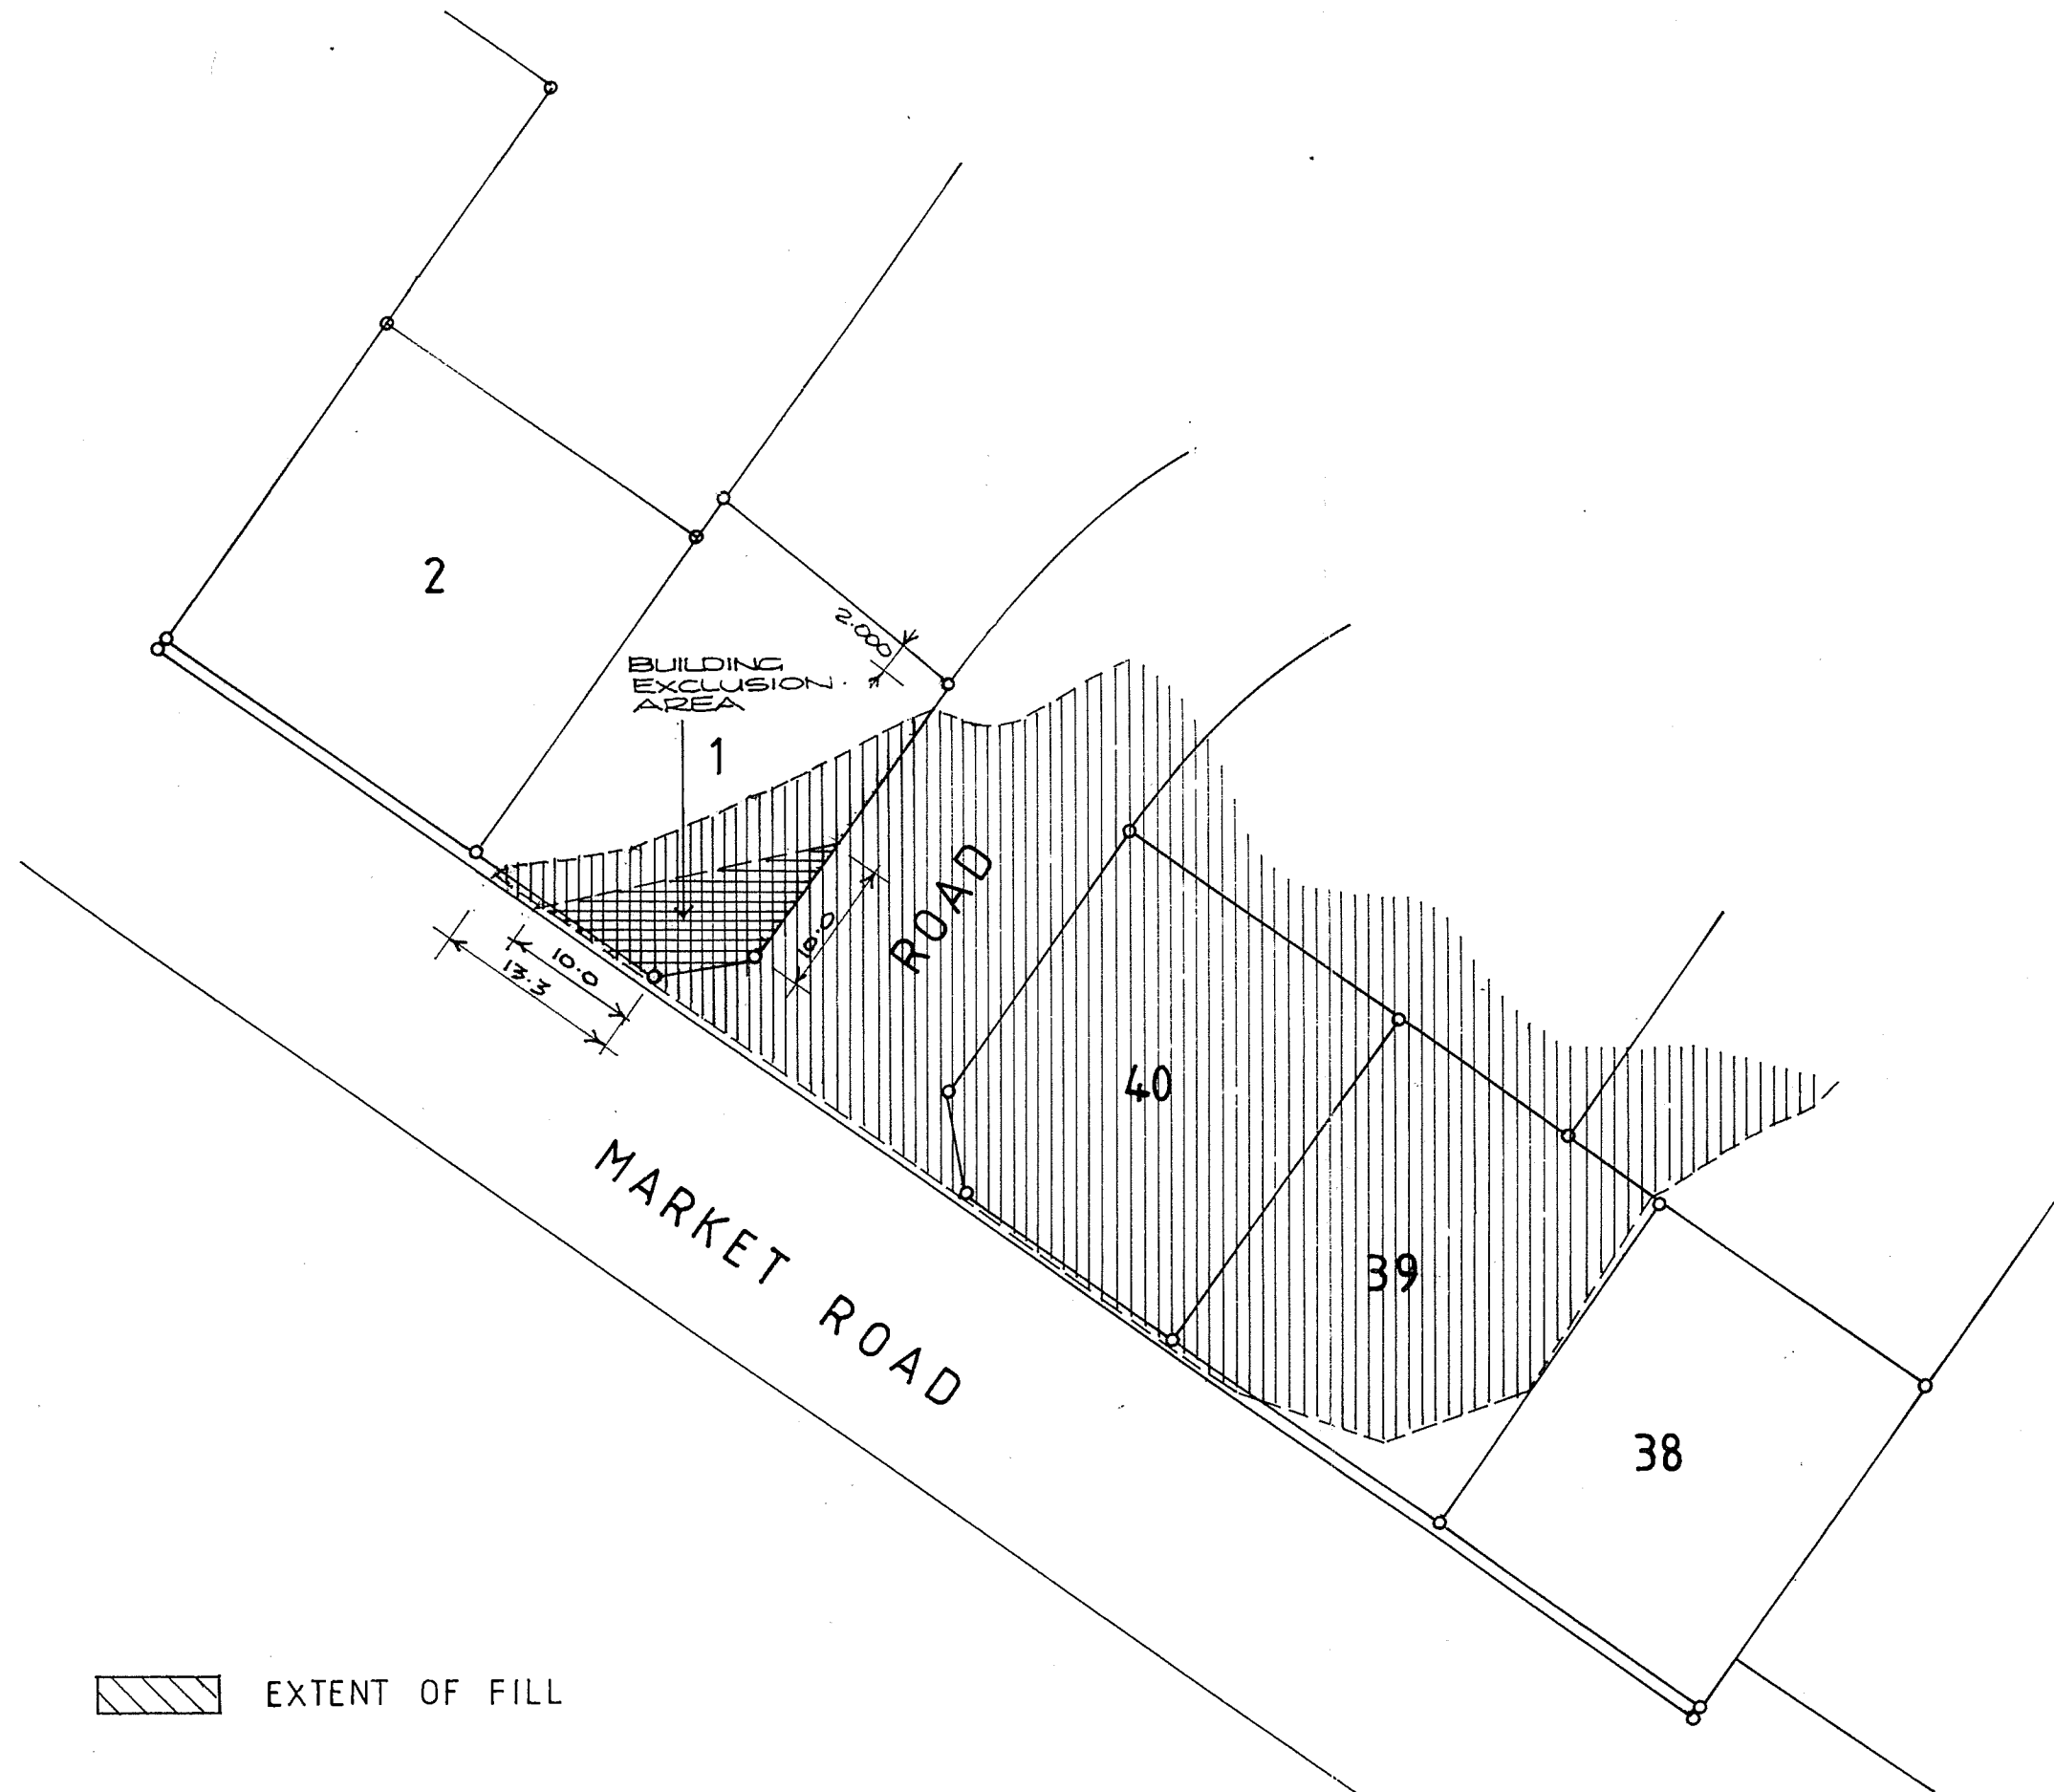 2
2.000
BUILDING
EXCLUSION
AREA
1
ROAD
10.0
10.0
13.3
40
39
MARKET ROAD
38
EXTENT OF FILL